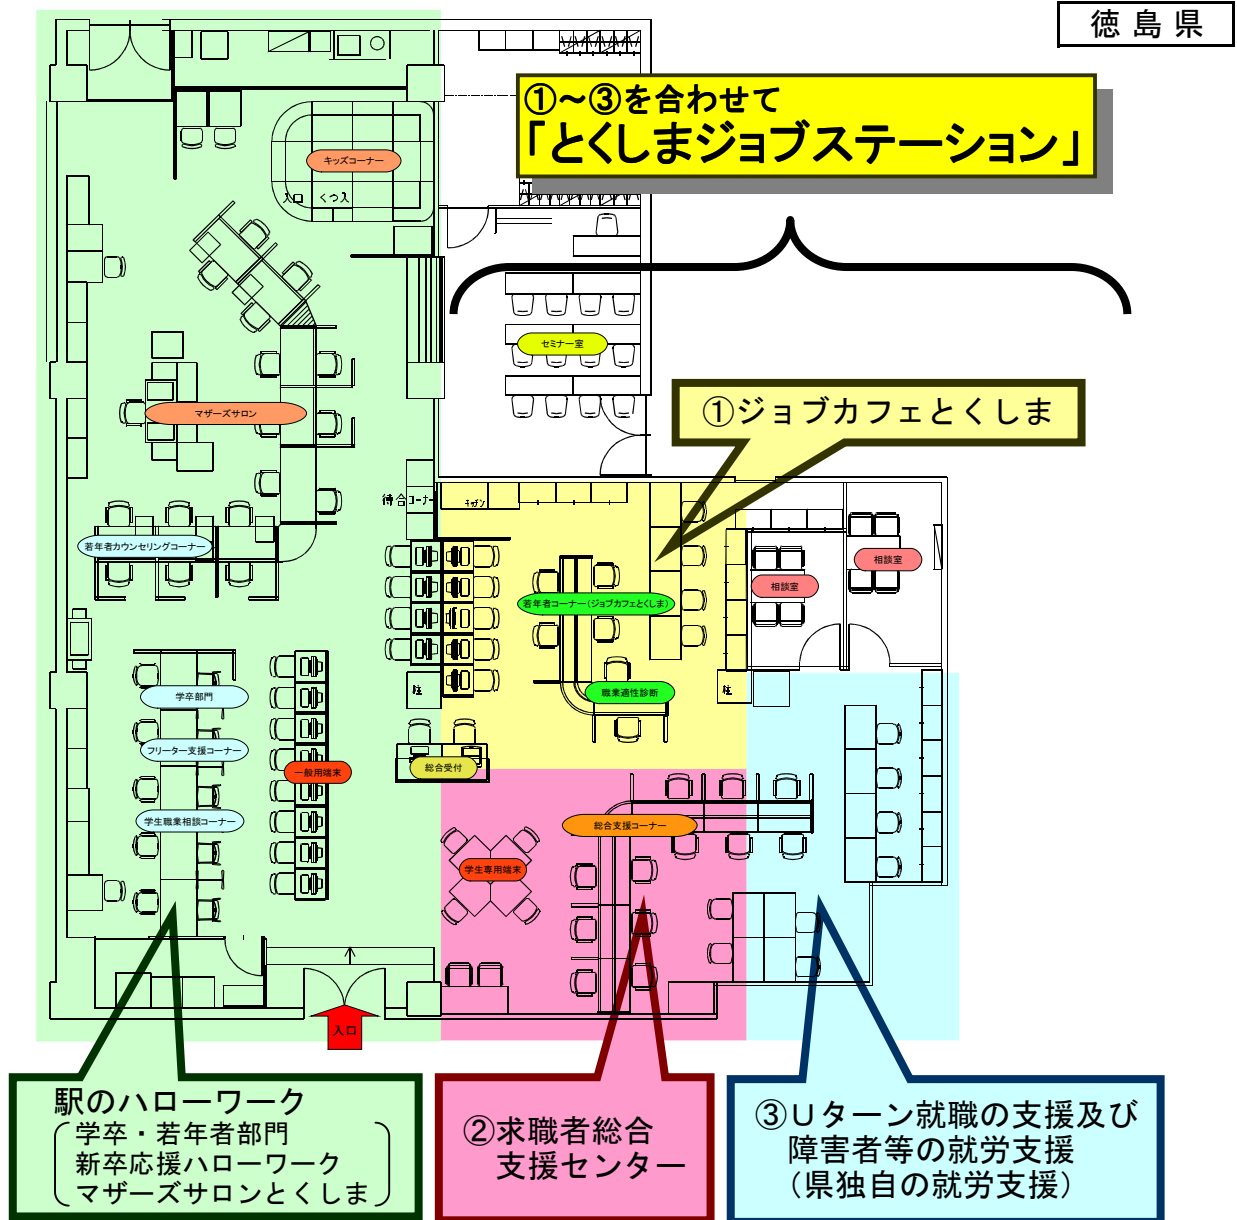 徳島県
①～③を合わせて
「とくしまジョブステーション」
キッズコーナー
入口 くつ入
セミナー室
①ジョブカフェとくしま
マザーズサロン
待合コーナー
若年者カウンセリングコーナー
相談室
相談室
若年者コーナー(ジョブカフェとくしま)
職業適性診断
学卒部門
フリーター支援コーナー
一般用端末
総合受付
学生職業相談コーナー
総合支援コーナー
学生専用端末
入口
駅のハローワーク
学卒・若年者部門
新卒応援ハローワーク
マザーズサロンとくしま
②求職者総合
支援センター
③Ｕターン就職の支援及び
障害者等の就労支援
（県独自の就労支援）